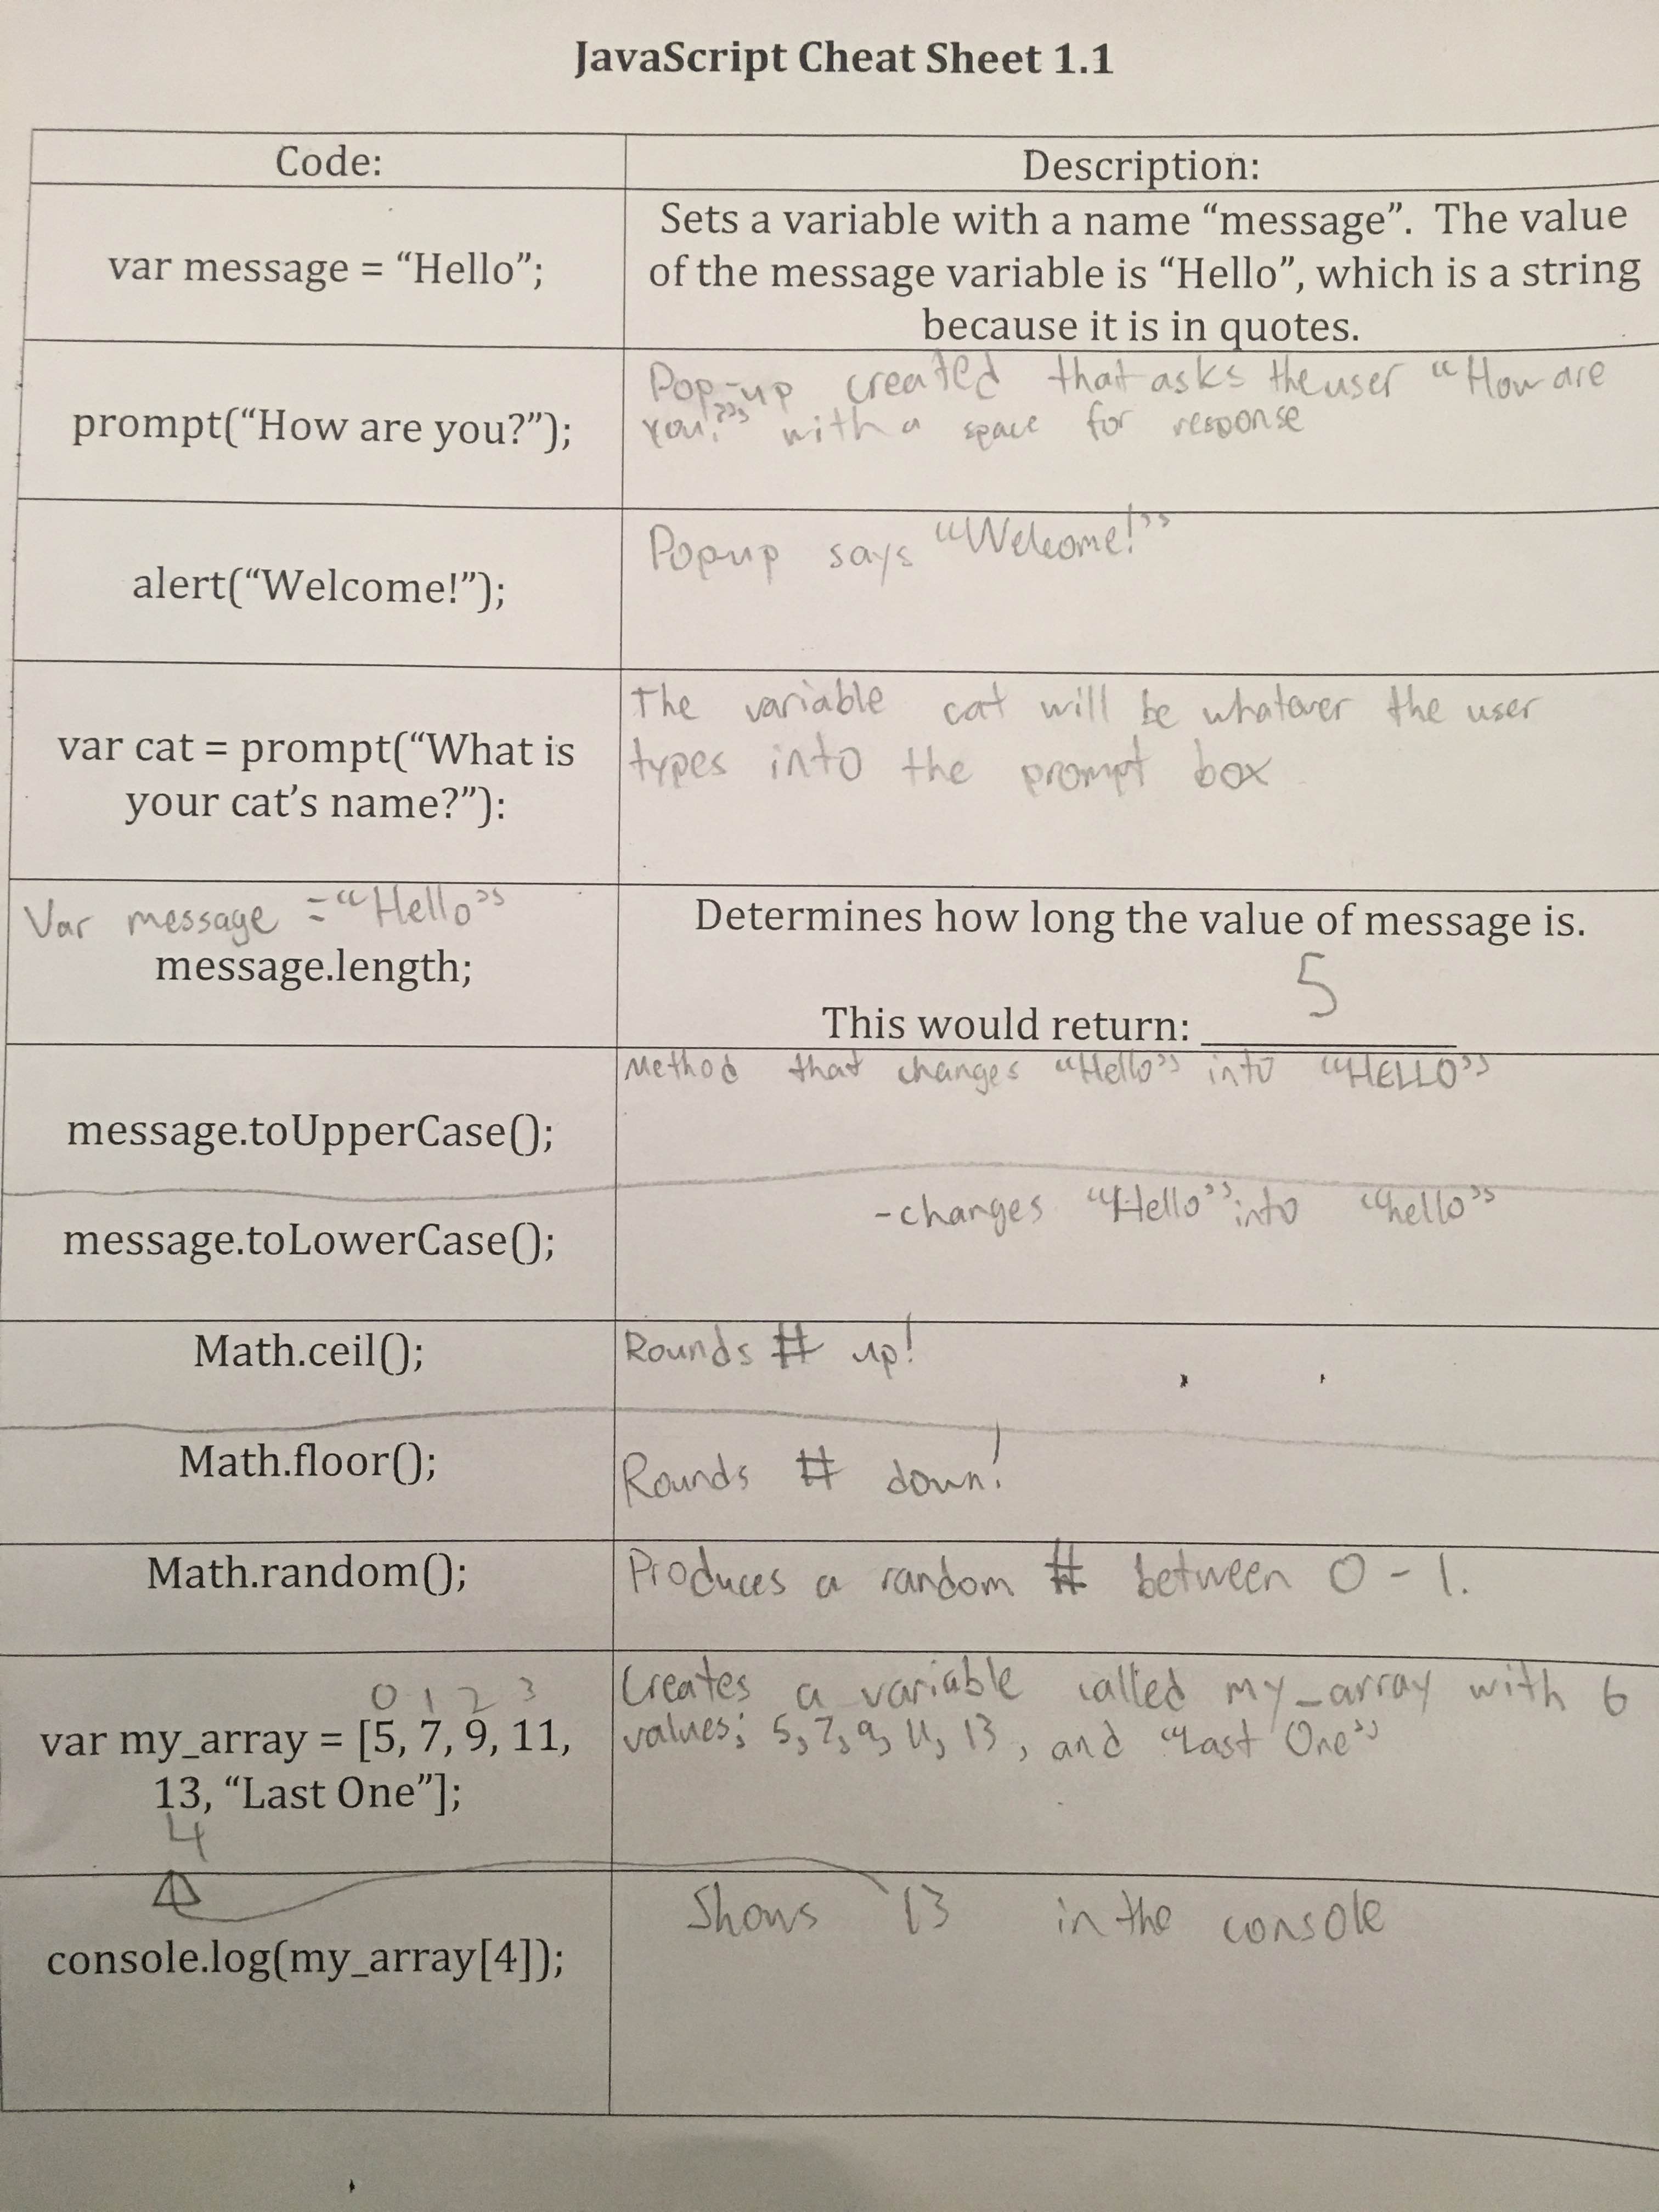 JavaScript Cheat Sheet 1.1
Code:
Description:
var message = “Hello”;
Sets a variable with a name “message”. The value
of the message variable is “Hello”, which is a string
because it is in quotes.
prompt(“How are you?”);
Pop-up created that asks the user “How are
you?” with a space for response
alert(“Welcome!”);
Popup says “Welcome!”
var cat = prompt(“What is
your cat’s name?”):
The variable cat will be whatever the user
types into the prompt box
Var message = “Hello”
message.length;
Determines how long the value of message is.
5
This would return: ____________
message.toUpperCase();
Method that changes “Hello” into “HELLO”
message.toLowerCase();
-changes “Hello” into “hello”
Math.ceil();
Rounds # up!
Math.floor();
Rounds # down!
Math.random();
Produces a random # between 0 - 1.
0 1 2 3
var my_array = [5, 7, 9, 11,
13, “Last One”];
4
Creates a variable called my_array with 6
values; 5, 7, 9, 11, 13, and “Last One”
console.log(my_array[4]);
Shows 13 in the console